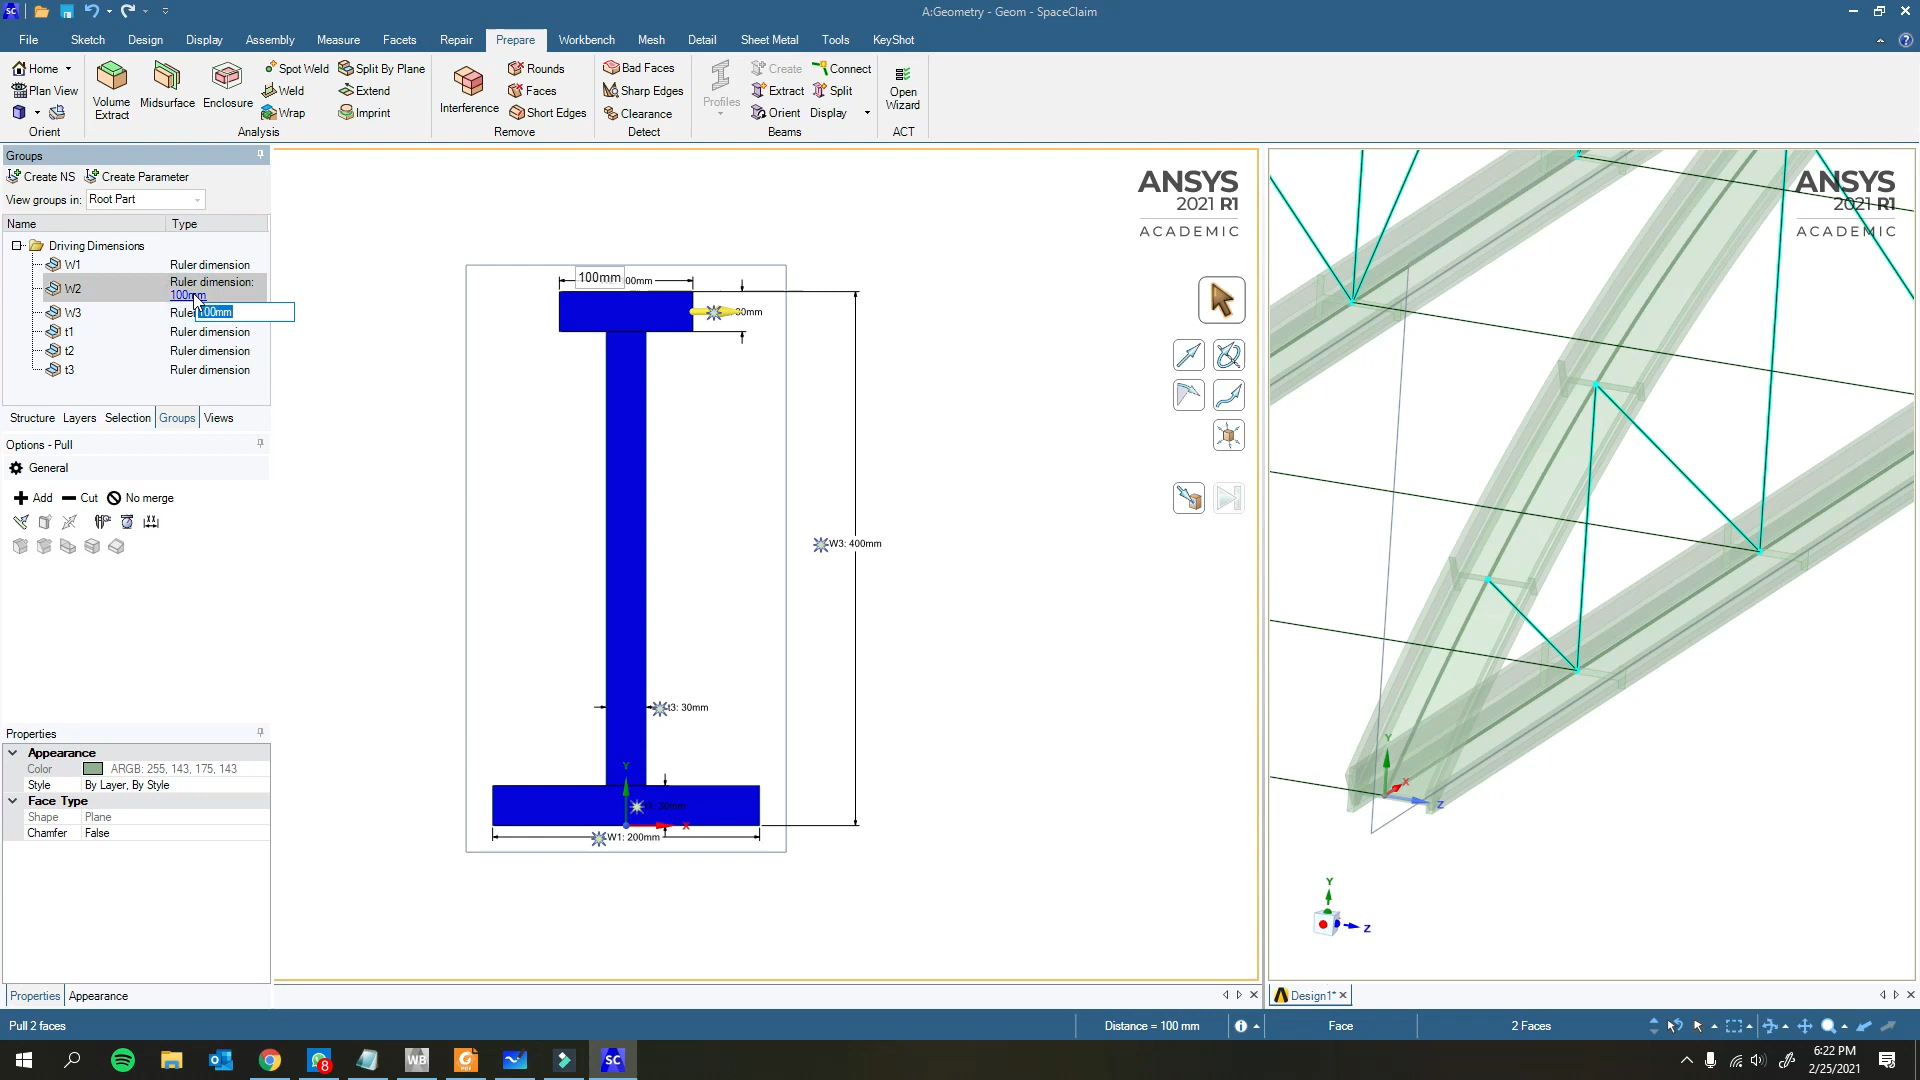 A:Geometry - Geom - SpaceClaim
File Sketch Design Display Assembly Measure Facets Repair Prepare Workbench Mesh Detail Sheet Metal Tools KeyShot
Home
Plan View
Orient
Volume Extract
Midsurface
Enclosure
Spot Weld
Weld
Wrap
Split By Plane
Extend
Imprint
Analysis
Interference
Rounds
Faces
Short Edges
Remove
Bad Faces
Sharp Edges
Clearance
Detect
Profiles
Create
Extract
Orient
Connect
Split
Display
Beams
Open Wizard
ACT
Groups
Create NS Create Parameter
View groups in: Root Part
Name Type
Driving Dimensions
W1 Ruler dimension
W2 Ruler dimension: 100mm
W3 Ruler 100mm
t1 Ruler dimension
t2 Ruler dimension
t3 Ruler dimension
Structure Layers Selection Groups Views
Options - Pull
General
Add Cut No merge
Properties
Appearance
Color ARGB: 255, 143, 175, 143
Style By Layer, By Style
Face Type
Shape Plane
Chamfer False
Properties Appearance
ANSYS
2021 R1
ACADEMIC
100mm
W3: 400mm
t3: 30mm
W1: 200mm
Y
X
ANSYS
2021 R1
ACADEMIC
Y
X
Z
Y
Z
Design1*
Pull 2 faces
Distance = 100 mm
Face
2 Faces
8
WB
SC
6:22 PM
2/25/2021